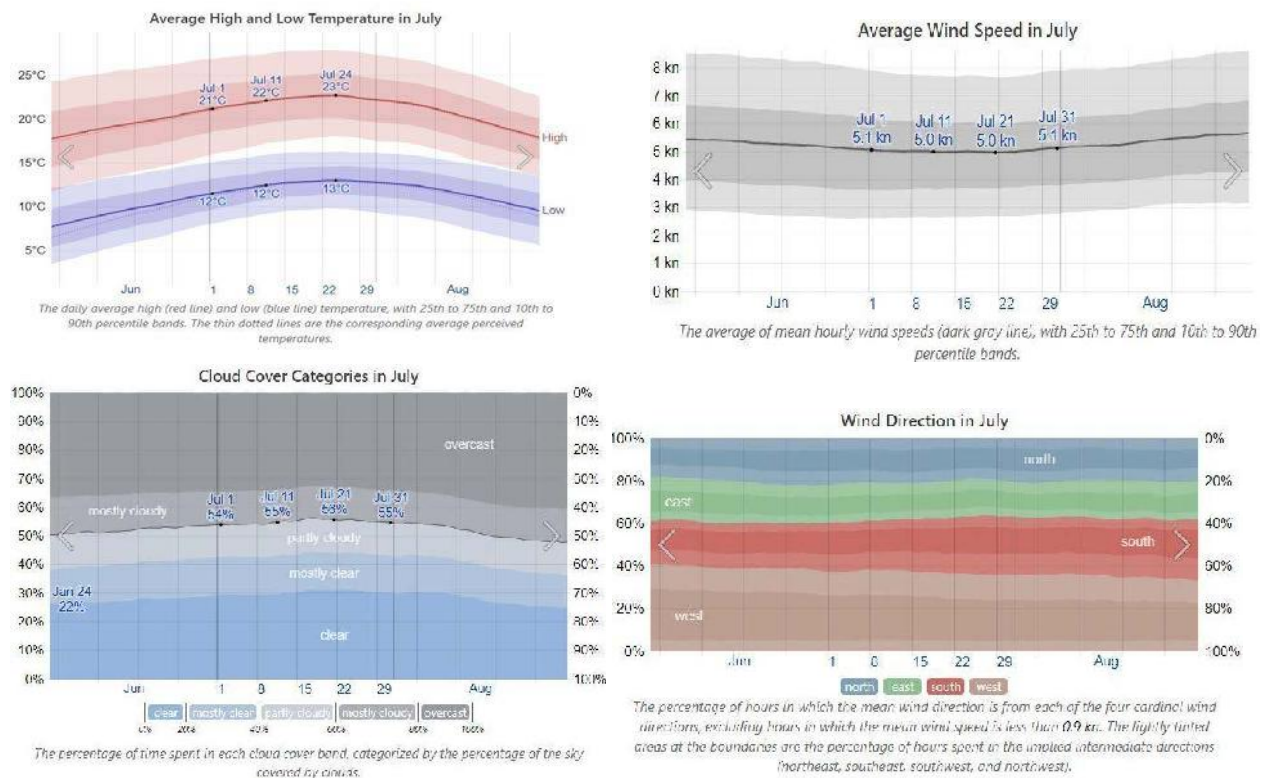 Average High and Low Temperature in July
25°C
20°C
15°C
10°C
5°C
Jul 1
21°C
Jul 11
22°C
Jul 24
23°C
High
12°C
12°C
13°C
Low
Jun
1
8
15
22
29
Aug
The daily average high (red line) and low (blue line) temperature, with 25th to 75th and 10th to
90th percentile bands. The thin dotted lines are the corresponding average perceived
temperatures.
Average Wind Speed in July
8 kn
7 kn
6 kn
5 kn
4 kn
3 kn
2 kn
1 kn
0 kn
Jul 1
5.1 kn
Jul 11
5.0 kn
Jul 21
5.0 kn
Jul 31
5.1 kn
Jun
1
8
15
22
29
Aug
The average of mean hourly wind speeds (dark gray line), with 25th to 75th and 10th to 90th
percentile bands.
Cloud Cover Categories in July
100%
90%
80%
70%
60%
50%
40%
30%
20%
10%
0%
0%
10%
20%
30%
40%
50%
60%
70%
80%
90%
100%
overcast
mostly cloudy
Jul 1
54%
Jul 11
55%
Jul 21
56%
Jul 31
55%
partly cloudy
mostly clear
Jan 24
22%
clear
Jun
1
8
15
22
29
Aug
clear
mostly clear
partly cloudy
mostly cloudy
overcast
0%
20%
40%
60%
80%
100%
The percentage of time spent in each cloud cover band, categorized by the percentage of the sky
covered by clouds.
Wind Direction in July
100%
80%
60%
40%
20%
0%
0%
20%
40%
60%
80%
100%
north
east
south
west
Jun
1
8
15
22
29
Aug
north
east
south
west
The percentage of hours in which the mean wind direction is from each of the four cardinal wind
directions, excluding hours in which the mean wind speed is less than 0.9 kn. The lightly tinted
areas at the boundaries are the percentage of hours spent in the implied intermediate directions
(northeast, southeast, southwest, and northwest).